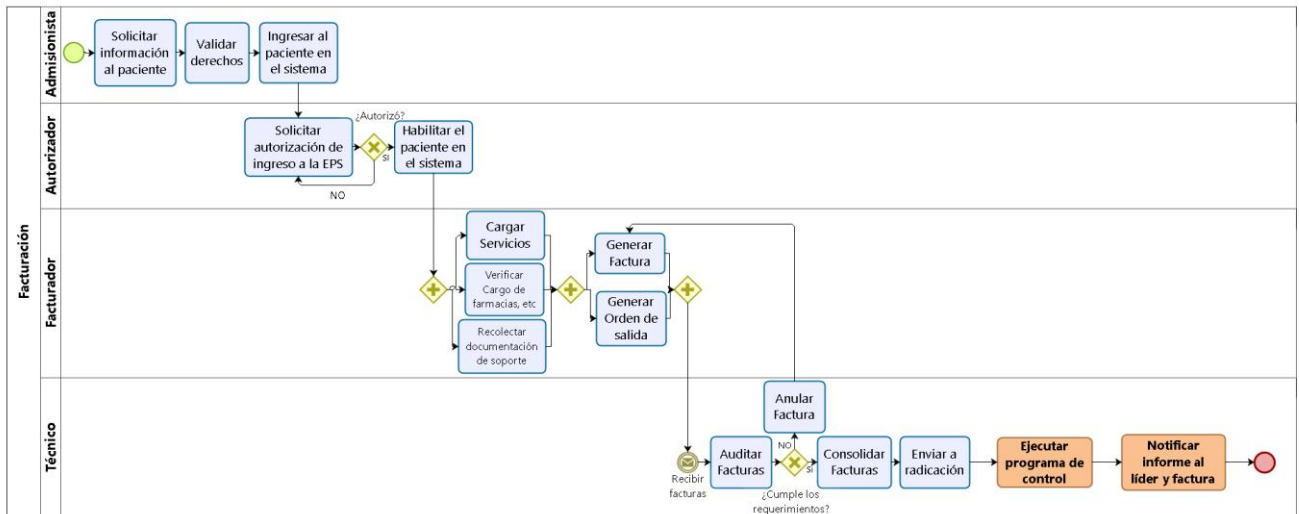 Facturación
Admisionista
Solicitar
información
al paciente
Validar
derechos
Ingresar al
paciente en
el sistema
Autorizador
Solicitar
autorización de
ingreso a la EPS
¿Autorizó?
SI
NO
Habilitar el
paciente en
el sistema
Facturador
Cargar
Servicios
Verificar
Cargo de
farmacias, etc
Recolectar
documentación
de soporte
Generar
Factura
Generar
Orden de
salida
Técnico
Recibir
facturas
Auditar
Facturas
¿Cumple los
requerimientos?
NO
SI
Anular
Factura
Consolidar
Facturas
Enviar a
radicación
Ejecutar
programa de
control
Notificar
informe al
líder y factura